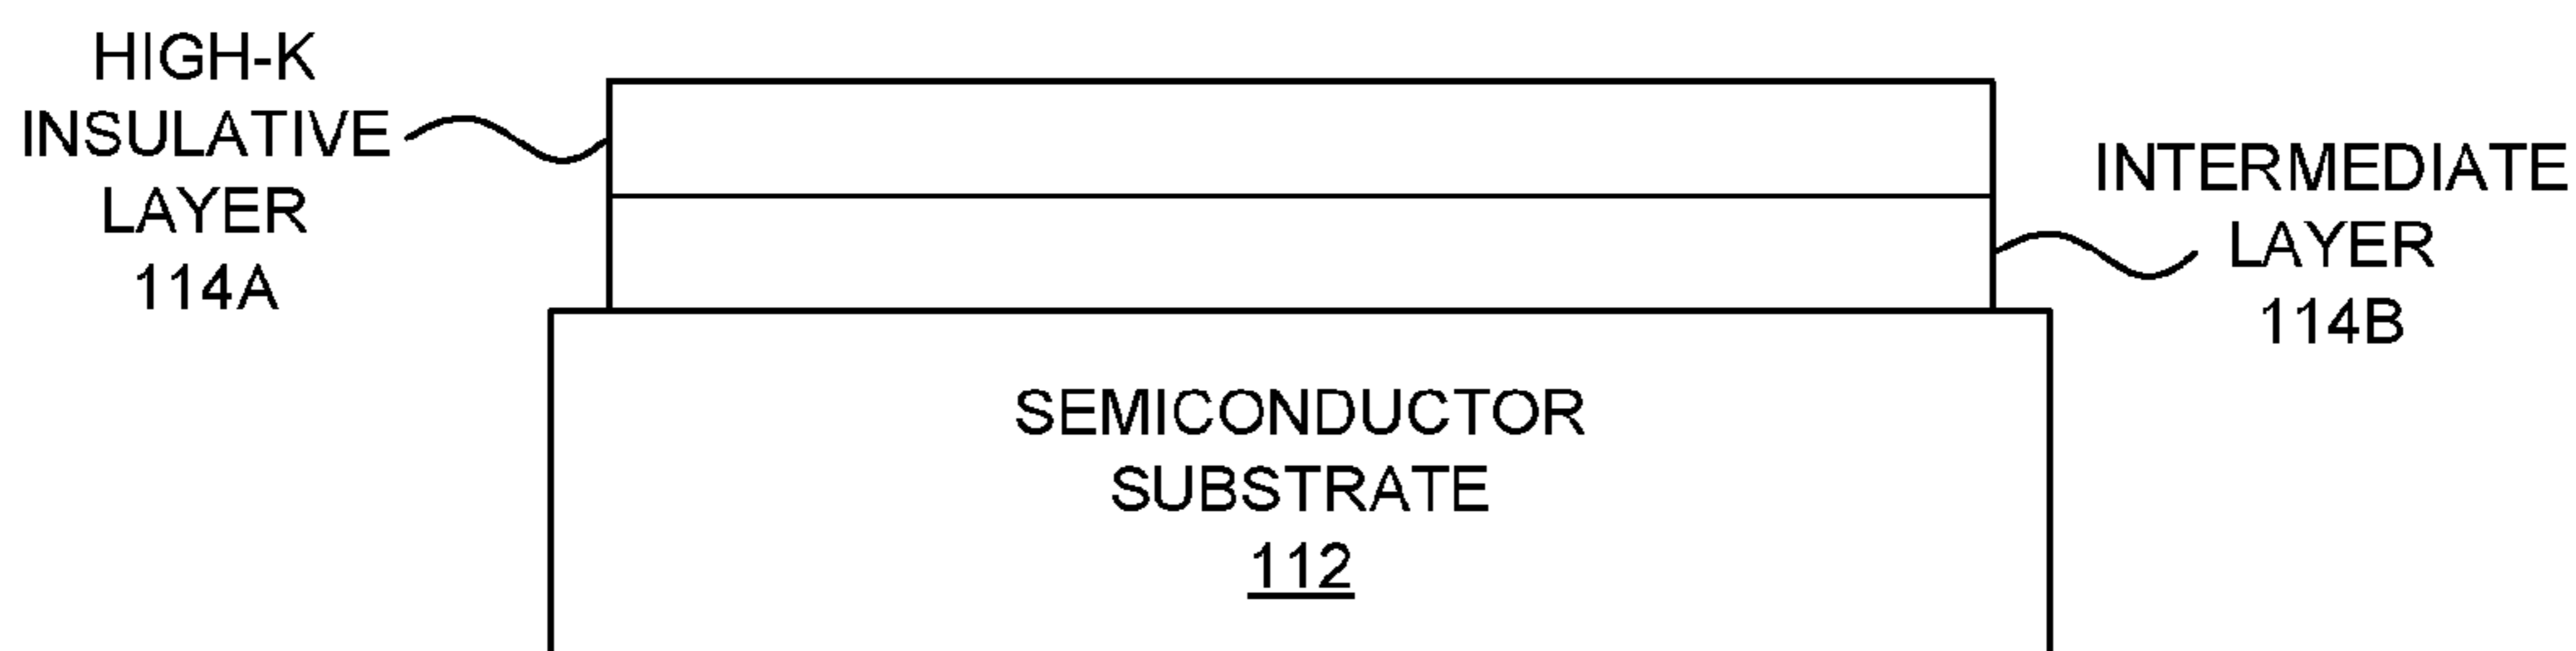 HIGH-K
INSULATIVE
LAYER
114A
INTERMEDIATE
LAYER
114B
SEMICONDUCTOR
SUBSTRATE
112